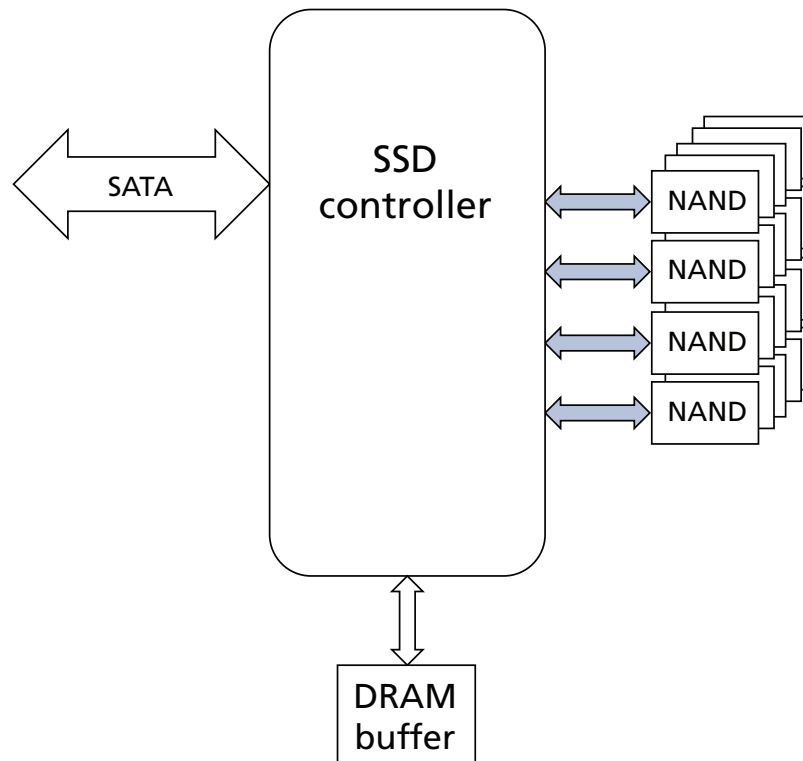 SSD
controller
SATA
NAND
NAND
NAND
NAND
DRAM
buffer